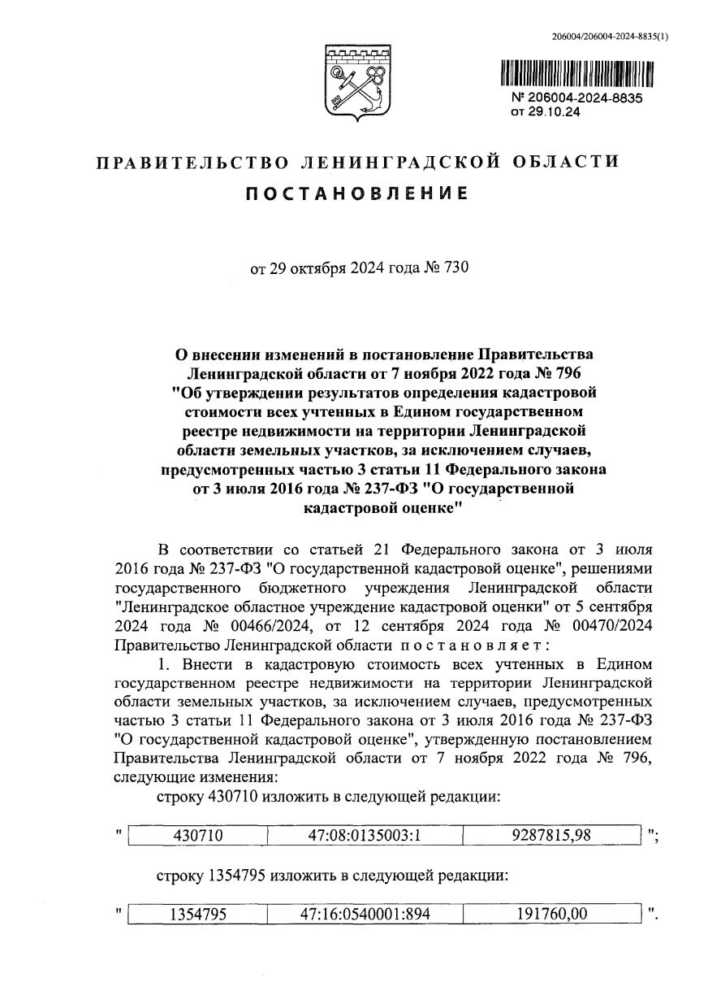 206004/206004-2024-8835(1)
№ 206004-2024-8835
от 29.10.24
ПРАВИТЕЛЬСТВО ЛЕНИНГРАДСКОЙ ОБЛАСТИ
ПОСТАНОВЛЕНИЕ
от 29 октября 2024 года № 730
О внесении изменений в постановление Правительства
Ленинградской области от 7 ноября 2022 года № 796
"Об утверждении результатов определения кадастровой
стоимости всех учтенных в Едином государственном
реестре недвижимости на территории Ленинградской
области земельных участков, за исключением случаев,
предусмотренных частью 3 статьи 11 Федерального закона
от 3 июля 2016 года № 237-ФЗ "О государственной
кадастровой оценке"
В соответствии со статьей 21 Федерального закона от 3 июля
2016 года № 237-ФЗ "О государственной кадастровой оценке", решениями
государственного бюджетного учреждения Ленинградской области
"Ленинградское областное учреждение кадастровой оценки" от 5 сентября
2024 года № 00466/2024, от 12 сентября 2024 года № 00470/2024
Правительство Ленинградской области п о с т а н о в л я е т :
1. Внести в кадастровую стоимость всех учтенных в Едином
государственном реестре недвижимости на территории Ленинградской
области земельных участков, за исключением случаев, предусмотренных
частью 3 статьи 11 Федерального закона от 3 июля 2016 года № 237-ФЗ
"О государственной кадастровой оценке", утвержденную постановлением
Правительства Ленинградской области от 7 ноября 2022 года № 796,
следующие изменения:
строку 430710 изложить в следующей редакции:
" 430710 47:08:0135003:1 9287815,98 ";
строку 1354795 изложить в следующей редакции:
" 1354795 47:16:0540001:894 191760,00 ".